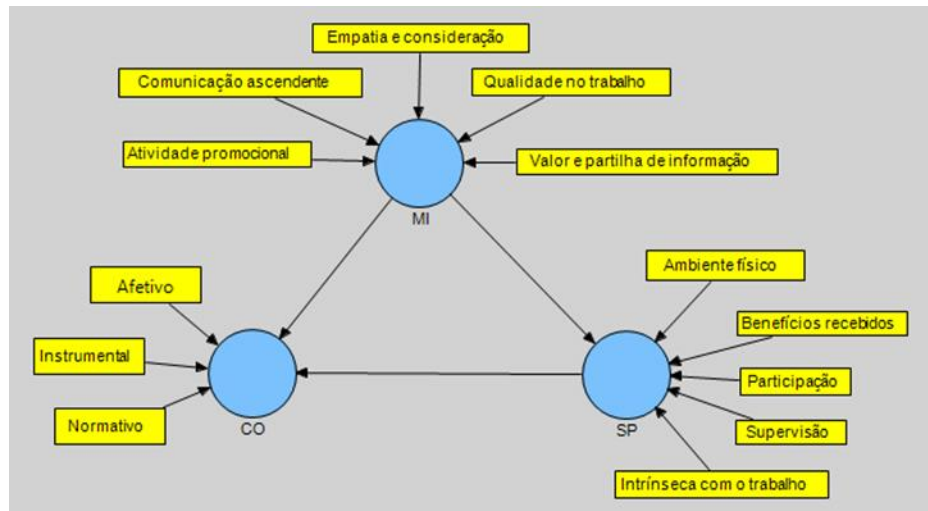 Empatia e consideração
Comunicação ascendente
Qualidade no trabalho
Atividade promocional
Valor e partilha de informação
MI
Ambiente físico
Afetivo
Benefícios recebidos
Instrumental
Participação
Normativo
CO
SP
Supervisão
Intrínseca com o trabalho